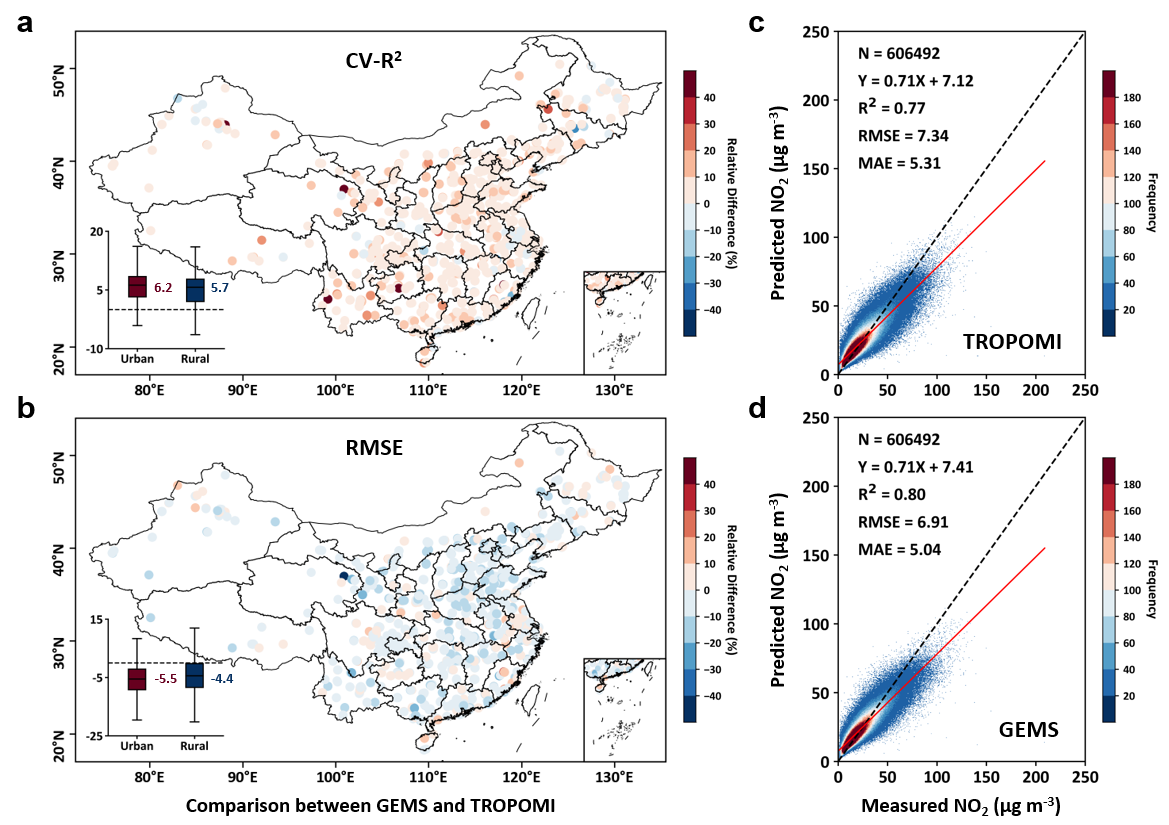 a
CV-R²
50°N
40°N
30°N
20°N
80°E 90°E 100°E 110°E 120°E 130°E
20
5
-10
6.2
5.7
Urban Rural
40
30
20
10
0
−10
−20
−30
−40
Relative Difference (%)
b
RMSE
50°N
40°N
30°N
20°N
80°E 90°E 100°E 110°E 120°E 130°E
15
-5
-25
-5.5
-4.4
Urban Rural
40
30
20
10
0
−10
−20
−30
−40
Relative Difference (%)
Comparison between GEMS and TROPOMI
c
N = 606492
Y = 0.71X + 7.12
R² = 0.77
RMSE = 7.34
MAE = 5.31
TROPOMI
Predicted NO₂ (µg m⁻³)
250
200
150
100
50
0
0 50 100 150 200 250
180
160
140
120
100
80
60
40
20
Frequency
d
N = 606492
Y = 0.71X + 7.41
R² = 0.80
RMSE = 6.91
MAE = 5.04
GEMS
Predicted NO₂ (µg m⁻³)
250
200
150
100
50
0
0 50 100 150 200 250
Measured NO₂ (µg m⁻³)
180
160
140
120
100
80
60
40
20
Frequency